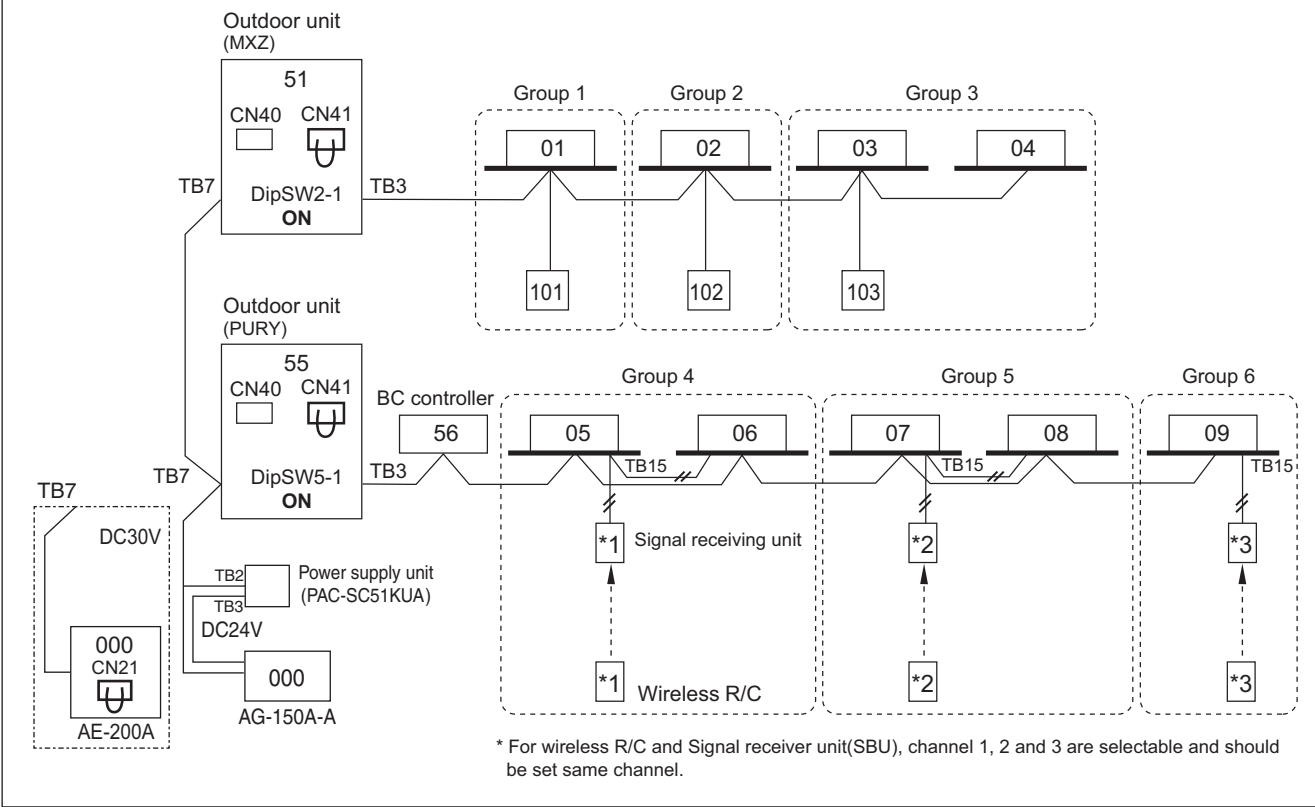 Outdoor unit
(MXZ)
51
CN40 CN41
TB7
DipSW2-1
ON
TB3
Group 1
Group 2
Group 3
01
02
03
04
101
102
103
Outdoor unit
(PURY)
55
CN40 CN41
TB7
DipSW5-1
ON
TB3
BC controller
56
Group 4
Group 5
Group 6
05
06
07
08
09
TB15
TB15
TB15
*1
Signal receiving unit
*2
*3
*1
Wireless R/C
*2
*3
TB7
DC30V
000
CN21
AE-200A
TB2
TB3
Power supply unit
(PAC-SC51KUA)
DC24V
000
AG-150A-A
* For wireless R/C and Signal receiver unit(SBU), channel 1, 2 and 3 are selectable and should
be set same channel.